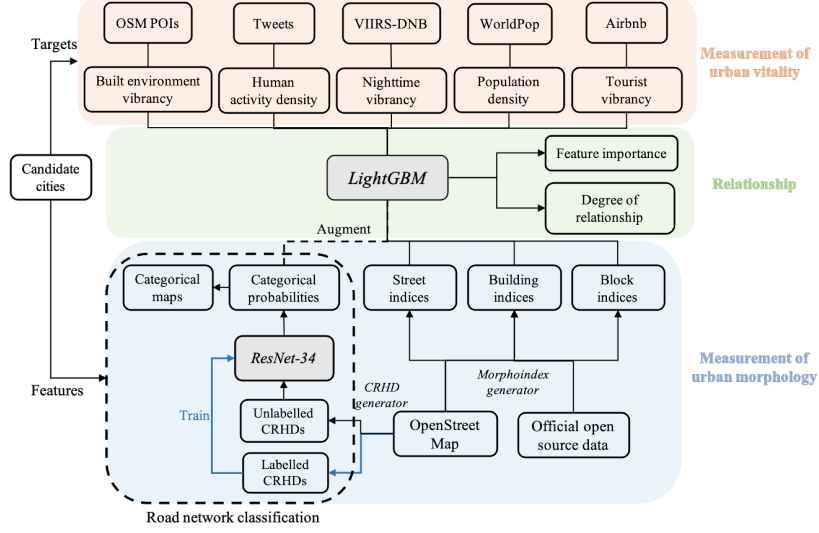 OSM POIs
Tweets
VIIRS-DNB
WorldPop
Airbnb
Targets
Measurement of
urban vitality
Built environment
vibrancy
Human
activity density
Nighttime
vibrancy
Population
density
Tourist
vibrancy
Candidate
cities
LightGBM
Feature importance
Degree of
relationship
Relationship
Augment
Categorical
maps
Categorical
probabilities
Street
indices
Building
indices
Block
indices
ResNet-34
CRHD
generator
Morphoindex
generator
Measurement of
urban morphology
Features
Train
Unlabelled
CRHDs
OpenStreet
Map
Official open
source data
Labelled
CRHDs
Road network classification